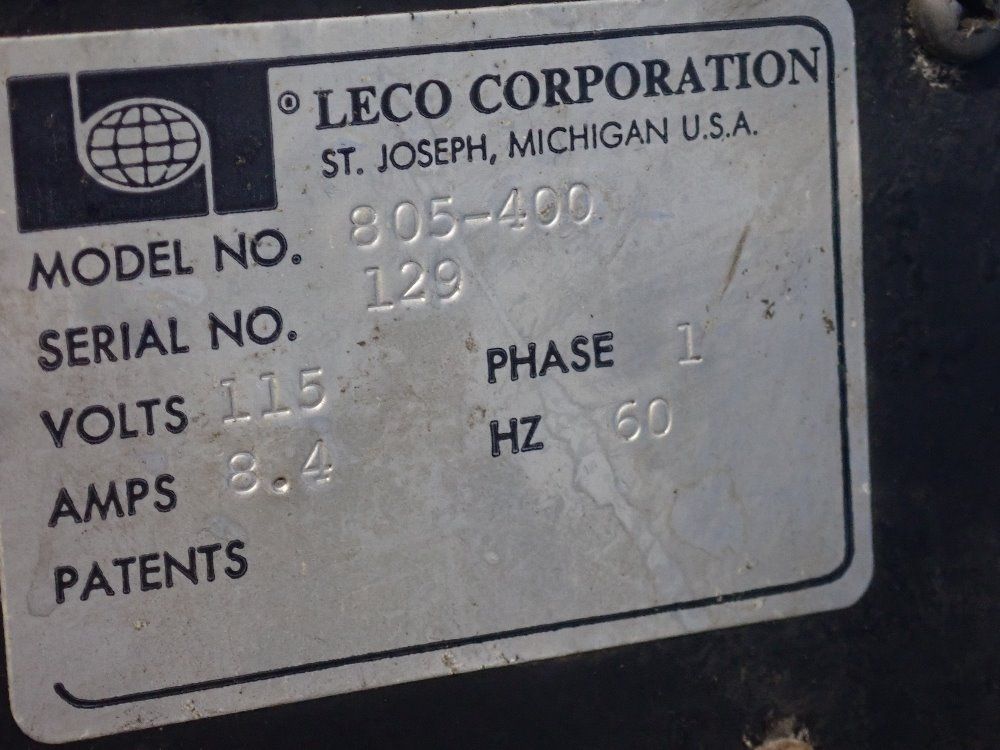 ® LECO CORPORATION
ST. JOSEPH, MICHIGAN U.S.A.
MODEL NO. 805-400
SERIAL NO. 129
VOLTS 115 PHASE 1
AMPS 8.4 HZ 60
PATENTS